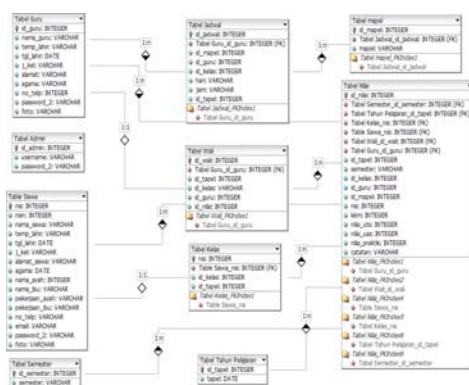 Tabel Guru
id_guru: INTEGER
nama_guru: VARCHAR
temp_lahir: VARCHAR
tgl_lahir: DATE
j_kel: VARCHAR
alamat: VARCHAR
agama: VARCHAR
no_telp: INTEGER
password_2: VARCHAR
foto: VARCHAR
Tabel Admin
id_admin: INTEGER
username: VARCHAR
password_2: VARCHAR
Table Siswa
nis: INTEGER
nisn: INTEGER
nama_siswa: VARCHAR
temp_lahir: VARCHAR
tgl_lahir: DATE
j_kel: VARCHAR
alamat_siswa: VARCHAR
agama: DATE
nama_ayah: INTEGER
nama_ibu: VARCHAR
pekerjaan_ayah: VARCHAR
pekerjaan_ibu: VARCHAR
no_telp: INTEGER
email: VARCHAR
password_2: VARCHAR
foto: VARCHAR
Tabel Semester
id_semester: INTEGER
semester: VARCHAR
1:m
1:m
1:1
Tabel Jadwal
id_jadwal: INTEGER
Tabel Guru_id_guru: INTEGER (FK)
id_mapel: INTEGER
id_guru: INTEGER
id_kelas: INTEGER
hari: VARCHAR
jam: VARCHAR
id_tapel: INTEGER
Tabel Jadwal_FKIndex1
Tabel Guru_id_guru
Tabel Wali
id_wali: INTEGER
Tabel Guru_id_guru: INTEGER (FK)
id_tapel: INTEGER
id_kelas: VARCHAR
id_guru: INTEGER
id_nilai: INTEGER
Tabel Wali_FKIndex1
Tabel Guru_id_guru
1:m
1:1
Tabel Kelas
nis: INTEGER
Table Siswa_nis: INTEGER (FK)
id_kelas: INTEGER
id_tapel: INTEGER
Tabel Kelas_FKIndex1
Table Siswa_nis
1:m
Tabel Tahun Pelajaran
id_tapel: INTEGER
tapel: DATE
1:m
1:m
1:m
1:m
Tabel mapel
id_mapel: INTEGER
Tabel Jadwal_id_jadwal: INTEGER (FK)
mapel: VARCHAR
Tabel mapel_FKIndex1
Tabel Jadwal_id_jadwal
Tabel Nilai
id_nilai: INTEGER
Tabel Semester_id_semester: INTEGER (FK)
Tabel Tahun Pelajaran_id_tapel: INTEGER (FK)
Tabel Kelas_nis: INTEGER (FK)
Table Siswa_nis: INTEGER (FK)
Tabel Wali_id_wali: INTEGER (FK)
Tabel Guru_id_guru: INTEGER (FK)
id_tapel: INTEGER
semester: VARCHAR
id_kelas: INTEGER
id_guru: INTEGER
id_mapel: INTEGER
nis: INTEGER
kkm: INTEGER
nilai_uts: INTEGER
nilai_uas: INTEGER
nilai_praktik: INTEGER
catatan: VARCHAR
Tabel Nilai_FKIndex1
Tabel Guru_id_guru
Tabel Nilai_FKIndex2
Tabel Wali_id_wali
Tabel Nilai_FKIndex4
Table Siswa_nis
Tabel Nilai_FKIndex4
Tabel Kelas_nis
Tabel Nilai_FKIndex5
Tabel Tahun Pelajaran_id_tapel
Tabel Nilai_FKIndex6
Tabel Semester_id_semester